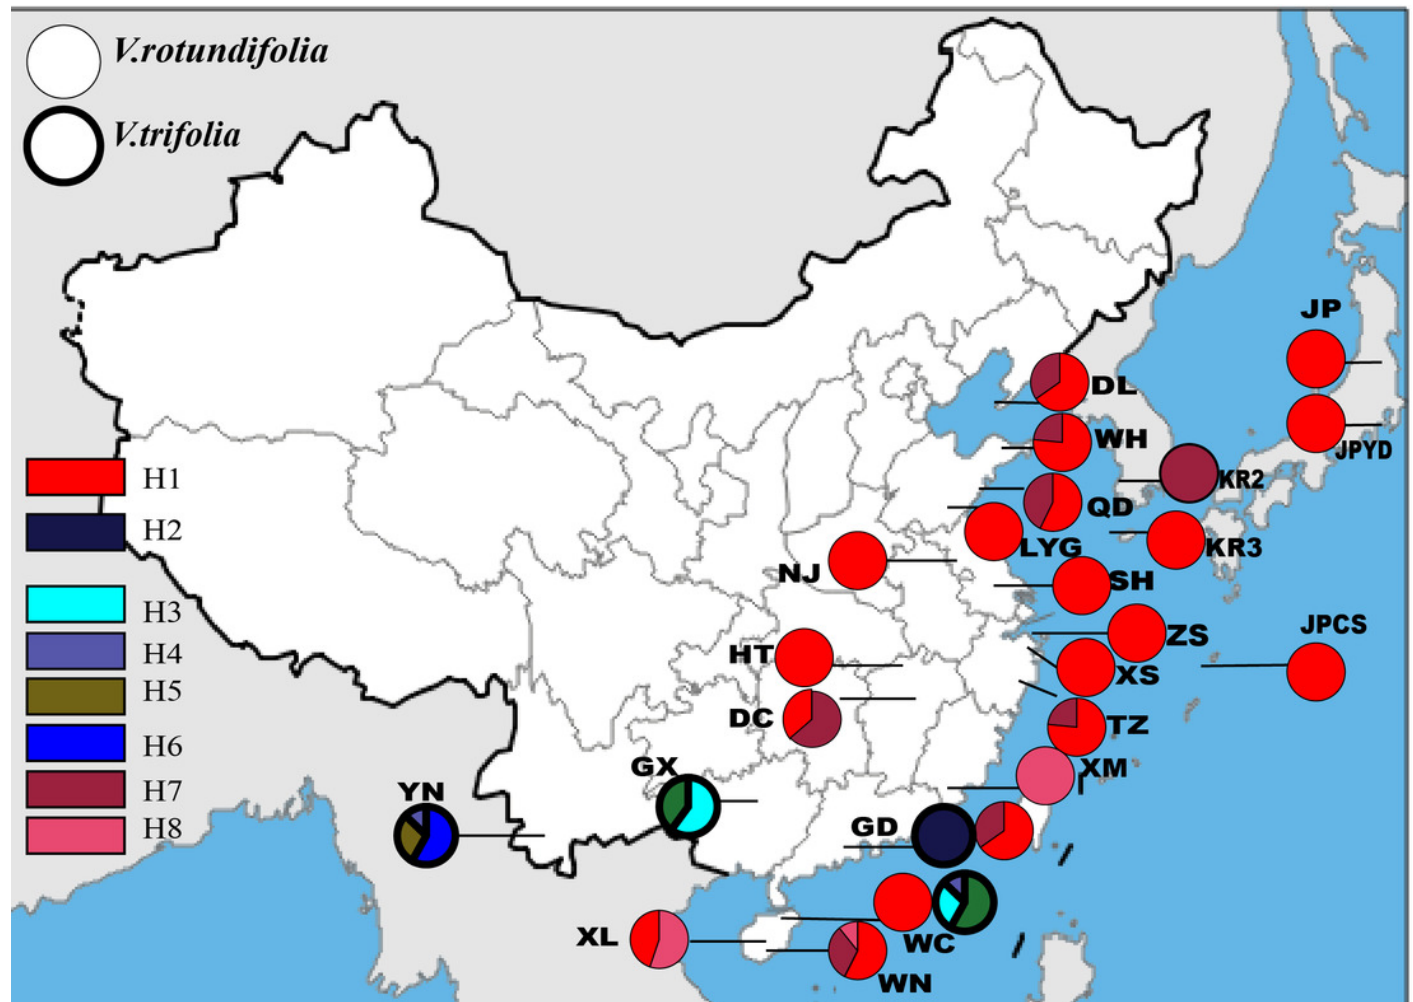 V.rotundifolia
V.trifolia
JP
DL
WH
JPYD
KR2
H1
QD
H2
LYG
KR3
NJ
SH
H3
JPCS
ZS
H4
HT
XS
H5
DC
TZ
H6
GX
XM
YN
H7
GD
H8
XL
WC
WN